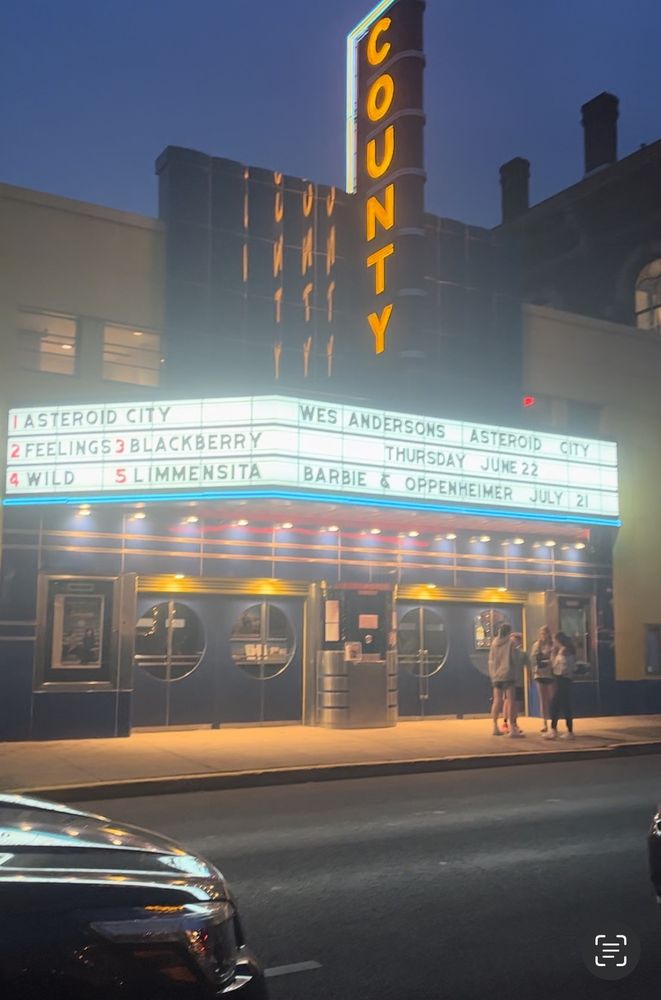 COUNTY
1 ASTEROID CITY
2 FEELINGS 3 BLACKBERRY
4 WILD 5 LIMMENSITA
WES ANDERSONS ASTEROID CITY
THURSDAY JUNE 22
BARBIE & OPPENHEIMER JULY 21